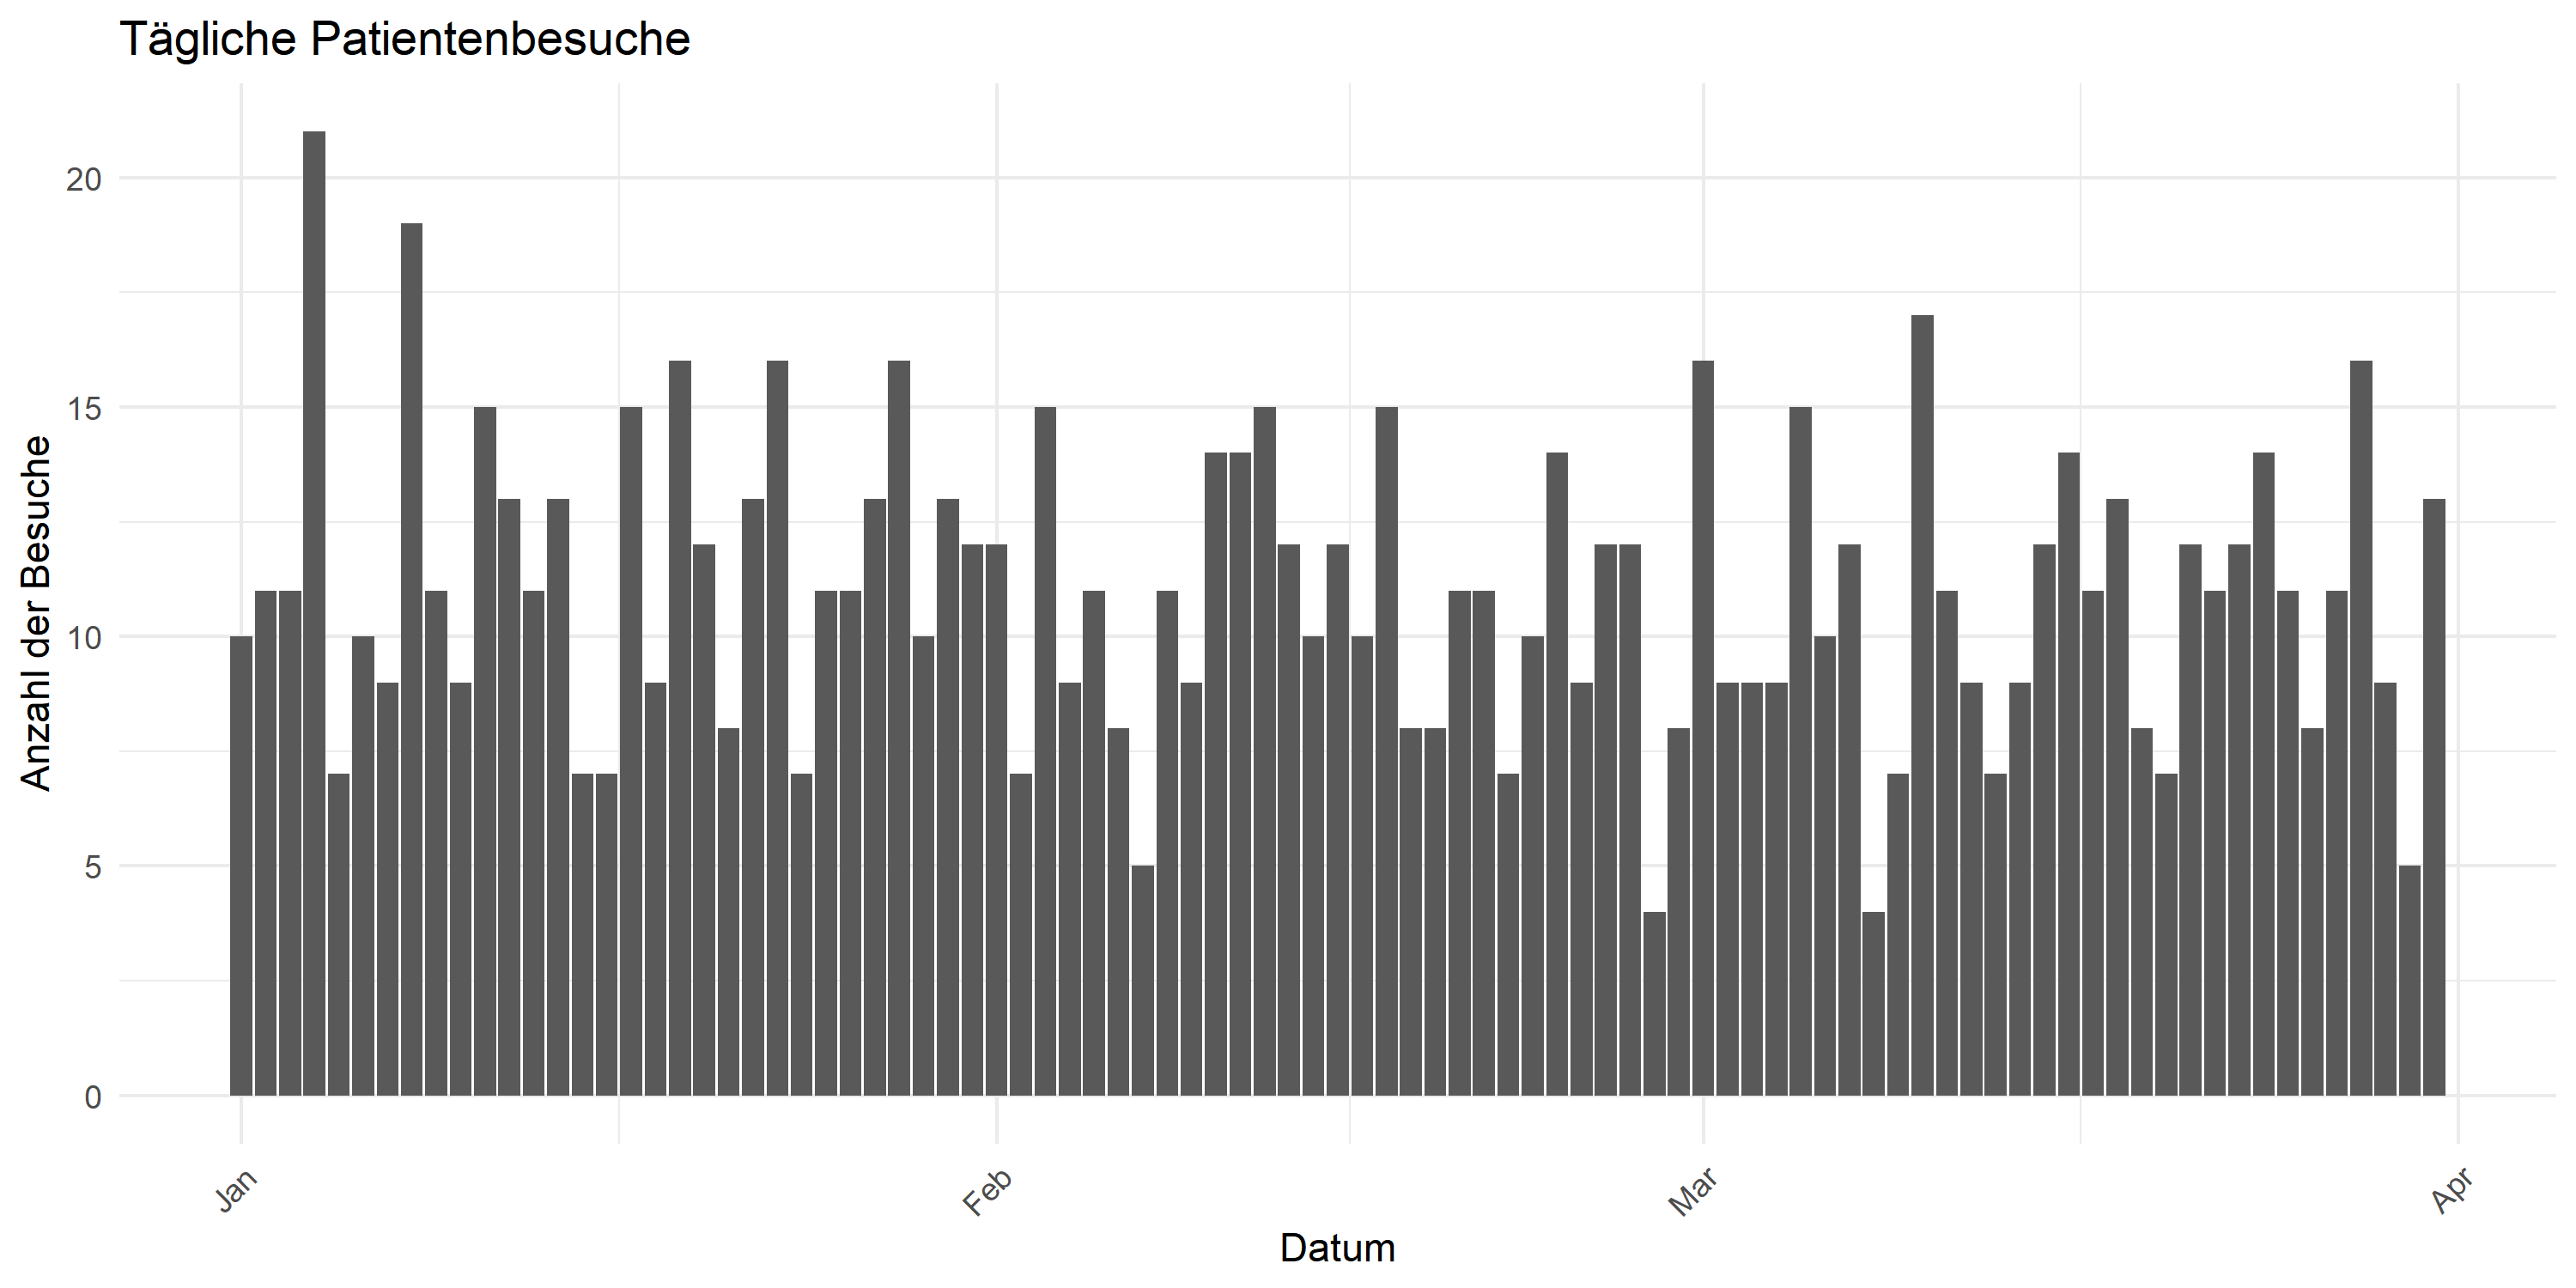 Tägliche Patientenbesuche
Anzahl der Besuche
20
15
10
5
0
Jan
Feb
Mar
Apr
Datum